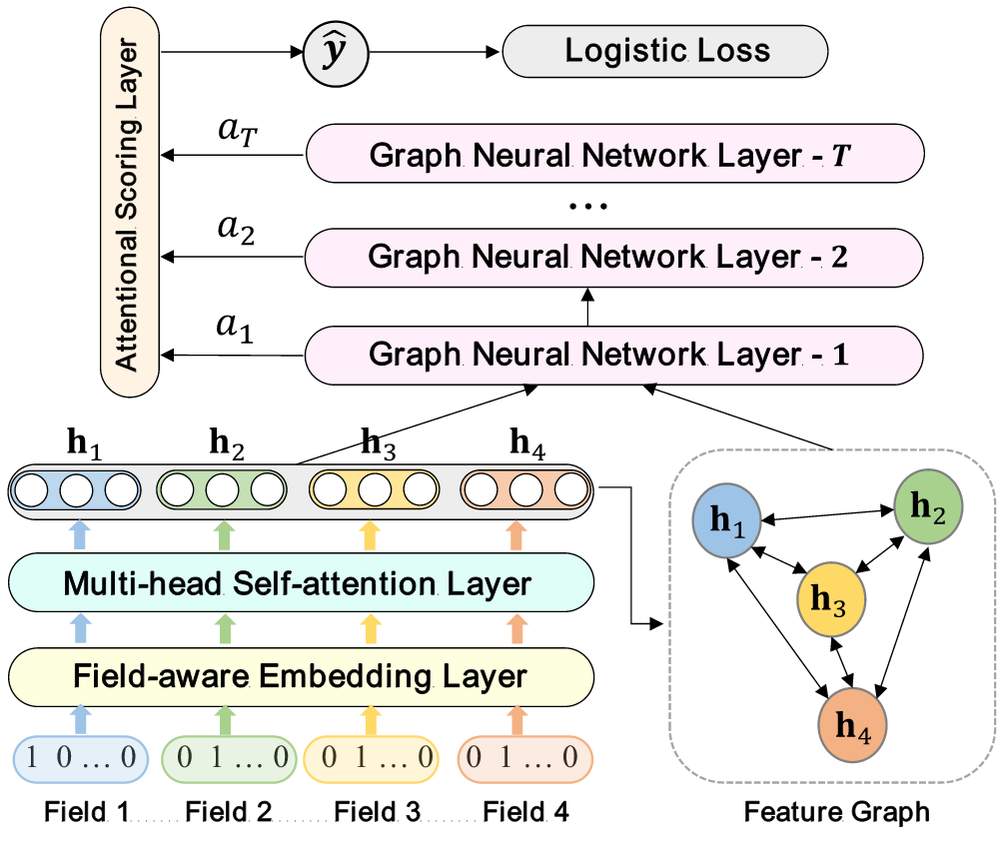 Attentional Scoring Layer
ŷ
Logistic Loss
a_T
Graph Neural Network Layer - T
...
a_2
Graph Neural Network Layer - 2
a_1
Graph Neural Network Layer - 1
h_1
h_2
h_3
h_4
Multi-head Self-attention Layer
Field-aware Embedding Layer
1 0 ... 0
0 1 ... 0
0 1 ... 0
0 1 ... 0
Field 1
Field 2
Field 3
Field 4
h_1
h_2
h_3
h_4
Feature Graph